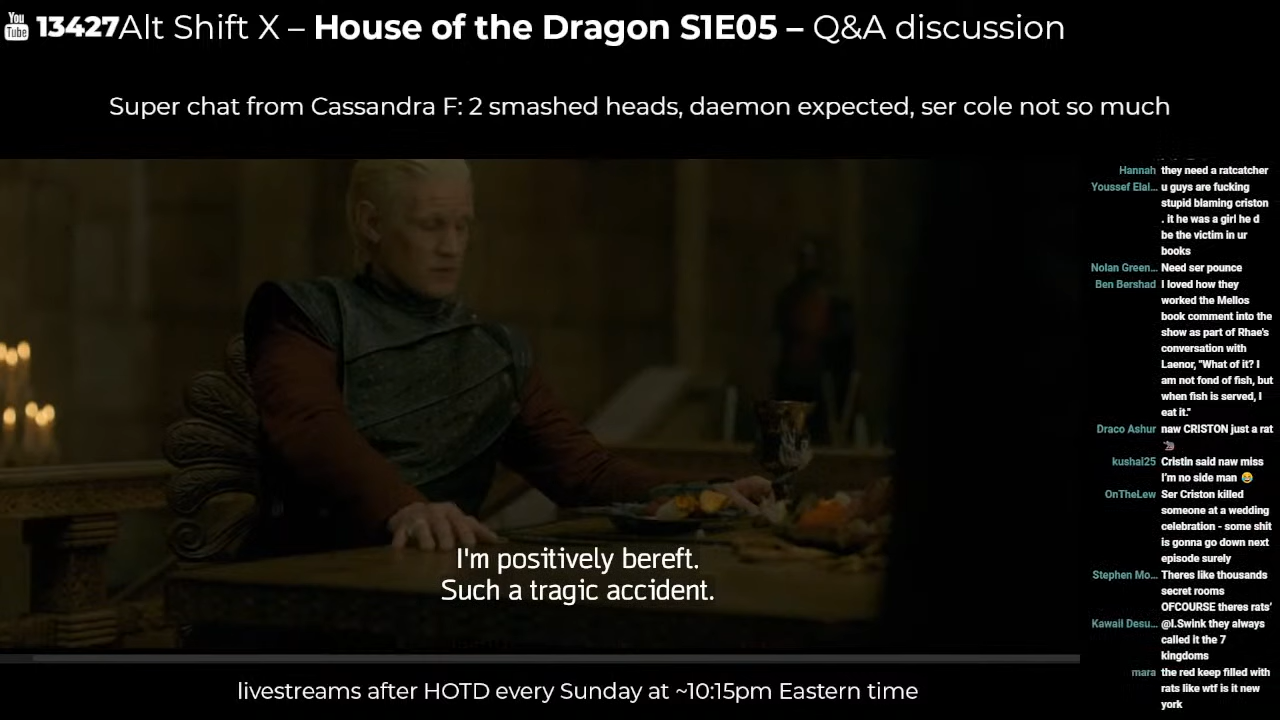 You Tube 13427 Alt Shift X – House of the Dragon S1E05 – Q&A discussion
Super chat from Cassandra F: 2 smashed heads, daemon expected, ser cole not so much
I'm positively bereft.
Such a tragic accident.
livestreams after HOTD every Sunday at ~10:15pm Eastern time
Hannah they need a ratcatcher
Youssef Elai... u guys are fucking
stupid blaming criston
. it he was a girl he d
be the victim in ur
books
Nolan Green... Need ser pounce
Ben Bershad I loved how they
worked the Mellos
book comment into the
show as part of Rhae's
conversation with
Laenor, "What of it? I
am not fond of fish, but
when fish is served, I
eat it."
Draco Ashur naw CRISTON just a rat
🐀
kushai25 Cristin said naw miss
I'm no side man 😂
OnTheLew Ser Criston killed
someone at a wedding
celebration - some shit
is gonna go down next
episode surely
Stephen Mo... Theres like thousands
secret rooms
OFCOURSE theres rats'
Kawaii Desu... @I.Swink they always
called it the 7
kingdoms
mara the red keep filled with
rats like wtf is it new
york